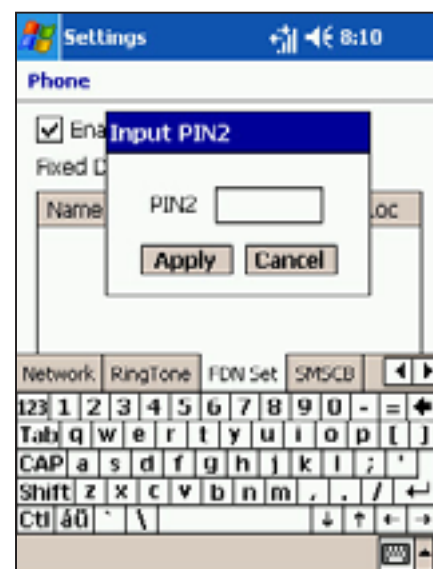 Settings 8:10
Phone
Ena
Input PIN2
Fixed D
Name .oc
PIN2
Apply Cancel
Network RingTone FDN Set SMSCB
123 1 2 3 4 5 6 7 8 9 0 - =
Tab q w e r t y u i o p [ ]
CAP a s d f g h j k l ; '
Shift z x c v b n m , . /
Ctl áü ` \